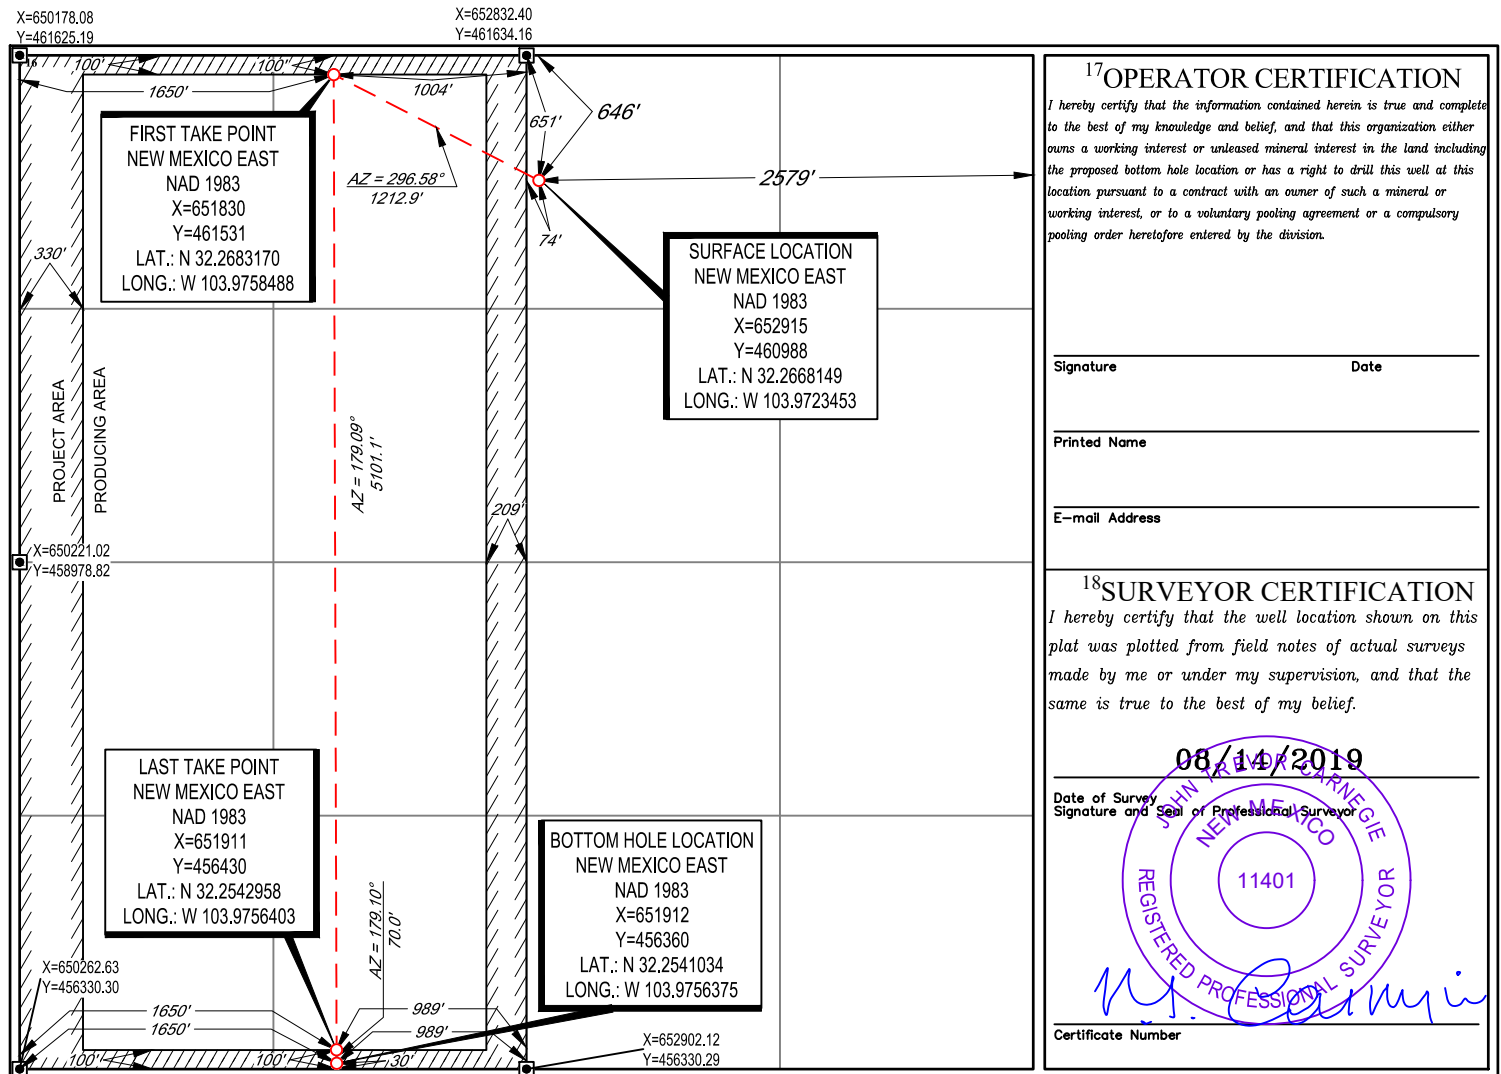 X=650178.08
Y=461625.19
X=652832.40
Y=461634.16
100'
100'
1650'
1004'
651'
646'
2579'
74'
AZ = 296.58°
1212.9'
FIRST TAKE POINT
NEW MEXICO EAST
NAD 1983
X=651830
Y=461531
LAT.: N 32.2683170
LONG.: W 103.9758488
330'
SURFACE LOCATION
NEW MEXICO EAST
NAD 1983
X=652915
Y=460988
LAT.: N 32.2668149
LONG.: W 103.9723453
PROJECT AREA
PRODUCING AREA
AZ = 179.09°
5101.1'
209'
X=650221.02
Y=458978.82
LAST TAKE POINT
NEW MEXICO EAST
NAD 1983
X=651911
Y=456430
LAT.: N 32.2542958
LONG.: W 103.9756403
AZ = 179.10°
70.0'
BOTTOM HOLE LOCATION
NEW MEXICO EAST
NAD 1983
X=651912
Y=456360
LAT.: N 32.2541034
LONG.: W 103.9756375
X=650262.63
Y=456330.30
1650'
1650'
989'
989'
100'
100'
30'
X=652902.12
Y=456330.29
17 OPERATOR CERTIFICATION
I hereby certify that the information contained herein is true and complete
to the best of my knowledge and belief, and that this organization either
owns a working interest or unleased mineral interest in the land including
the proposed bottom hole location or has a right to drill this well at this
location pursuant to a contract with an owner of such a mineral or
working interest, or to a voluntary pooling agreement or a compulsory
pooling order heretofore entered by the division.
Signature Date
Printed Name
E-mail Address
18 SURVEYOR CERTIFICATION
I hereby certify that the well location shown on this
plat was plotted from field notes of actual surveys
made by me or under my supervision, and that the
same is true to the best of my belief.
08/14/2019
Date of Survey
Signature and Seal of Professional Surveyor
JOHN TREVOR CARNEGIE
NEW MEXICO
11401
REGISTERED PROFESSIONAL SURVEYOR
Certificate Number